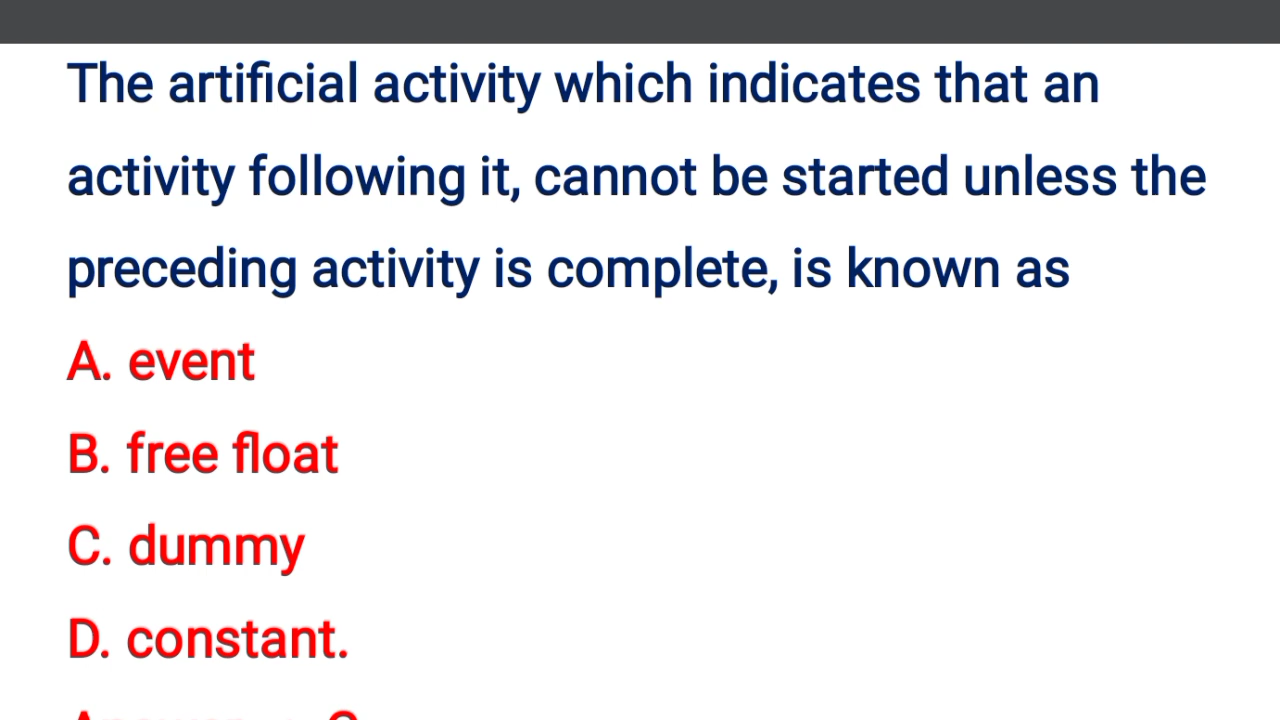 The artificial activity which indicates that an
activity following it, cannot be started unless the
preceding activity is complete, is known as
A. event
B. free float
C. dummy
D. constant.